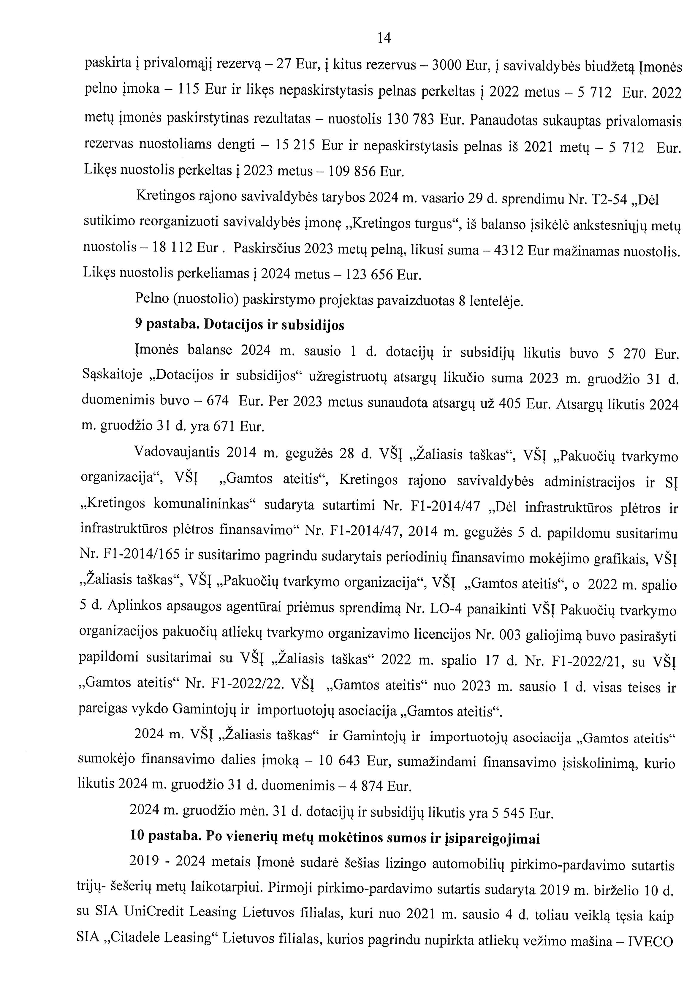 14
paskirta į privalomąjį rezervą – 27 Eur, į kitus rezervus – 3000 Eur, į savivaldybės biudžetą Įmonės
pelno įmoka – 115 Eur ir likęs nepaskirstytasis pelnas perkeltas į 2022 metus – 5 712 Eur. 2022
metų įmonės paskirstytinas rezultatas – nuostolis 130 783 Eur. Panaudotas sukauptas privalomasis
rezervas nuostoliams dengti – 15 215 Eur ir nepaskirstytasis pelnas iš 2021 metų – 5 712 Eur.
Likęs nuostolis perkeltas į 2023 metus – 109 856 Eur.
Kretingos rajono savivaldybės tarybos 2024 m. vasario 29 d. sprendimu Nr. T2-54 „Dėl
sutikimo reorganizuoti savivaldybės įmonę „Kretingos turgus“, iš balanso įsikėlė ankstesniųjų metų
nuostolis – 18 112 Eur . Paskirsčius 2023 metų pelną, likusi suma – 4312 Eur mažinamas nuostolis.
Likęs nuostolis perkeliamas į 2024 metus – 123 656 Eur.
Pelno (nuostolio) paskirstymo projektas pavaizduotas 8 lentelėje.
9 pastaba. Dotacijos ir subsidijos
Įmonės balanse 2024 m. sausio 1 d. dotacijų ir subsidijų likutis buvo 5 270 Eur.
Sąskaitoje „Dotacijos ir subsidijos“ užregistruotų atsargų likučio suma 2023 m. gruodžio 31 d.
duomenimis buvo – 674 Eur. Per 2023 metus sunaudota atsargų už 405 Eur. Atsargų likutis 2024
m. gruodžio 31 d. yra 671 Eur.
Vadovaujantis 2014 m. gegužės 28 d. VŠĮ „Žaliasis taškas“, VŠĮ „Pakuočių tvarkymo
organizacija“, VŠĮ „Gamtos ateitis“, Kretingos rajono savivaldybės administracijos ir SĮ
„Kretingos komunalininkas“ sudaryta sutartimi Nr. F1-2014/47 „Dėl infrastruktūros plėtros ir
infrastruktūros plėtros finansavimo“ Nr. F1-2014/47, 2014 m. gegužės 5 d. papildomu susitarimu
Nr. F1-2014/165 ir susitarimo pagrindu sudarytais periodinių finansavimo mokėjimo grafikais, VŠĮ
„Žaliasis taškas“, VŠĮ „Pakuočių tvarkymo organizacija“, VŠĮ „Gamtos ateitis“, o 2022 m. spalio
5 d. Aplinkos apsaugos agentūrai priėmus sprendimą Nr. LO-4 panaikinti VŠĮ Pakuočių tvarkymo
organizacijos pakuočių atliekų tvarkymo organizavimo licencijos Nr. 003 galiojimą buvo pasirašyti
papildomi susitarimai su VŠĮ „Žaliasis taškas“ 2022 m. spalio 17 d. Nr. F1-2022/21, su VŠĮ
„Gamtos ateitis“ Nr. F1-2022/22. VŠĮ „Gamtos ateitis“ nuo 2023 m. sausio 1 d. visas teises ir
pareigas vykdo Gamintojų ir importuotojų asociacija „Gamtos ateitis“.
2024 m. VŠĮ „Žaliasis taškas“ ir Gamintojų ir importuotojų asociacija „Gamtos ateitis“
sumokėjo finansavimo dalies įmoką – 10 643 Eur, sumažindami finansavimo įsiskolinimą, kurio
likutis 2024 m. gruodžio 31 d. duomenimis – 4 874 Eur.
2024 m. gruodžio mėn. 31 d. dotacijų ir subsidijų likutis yra 5 545 Eur.
10 pastaba. Po vienerių metų mokėtinos sumos ir įsipareigojimai
2019 - 2024 metais Įmonė sudarė šešias lizingo automobilių pirkimo-pardavimo sutartis
trijų- šešerių metų laikotarpiui. Pirmoji pirkimo-pardavimo sutartis sudaryta 2019 m. birželio 10 d.
su SIA UniCredit Leasing Lietuvos filialas, kuri nuo 2021 m. sausio 4 d. toliau veiklą tęsia kaip
SIA „Citadele Leasing“ Lietuvos filialas, kurios pagrindu nupirkta atliekų vežimo mašina – IVECO